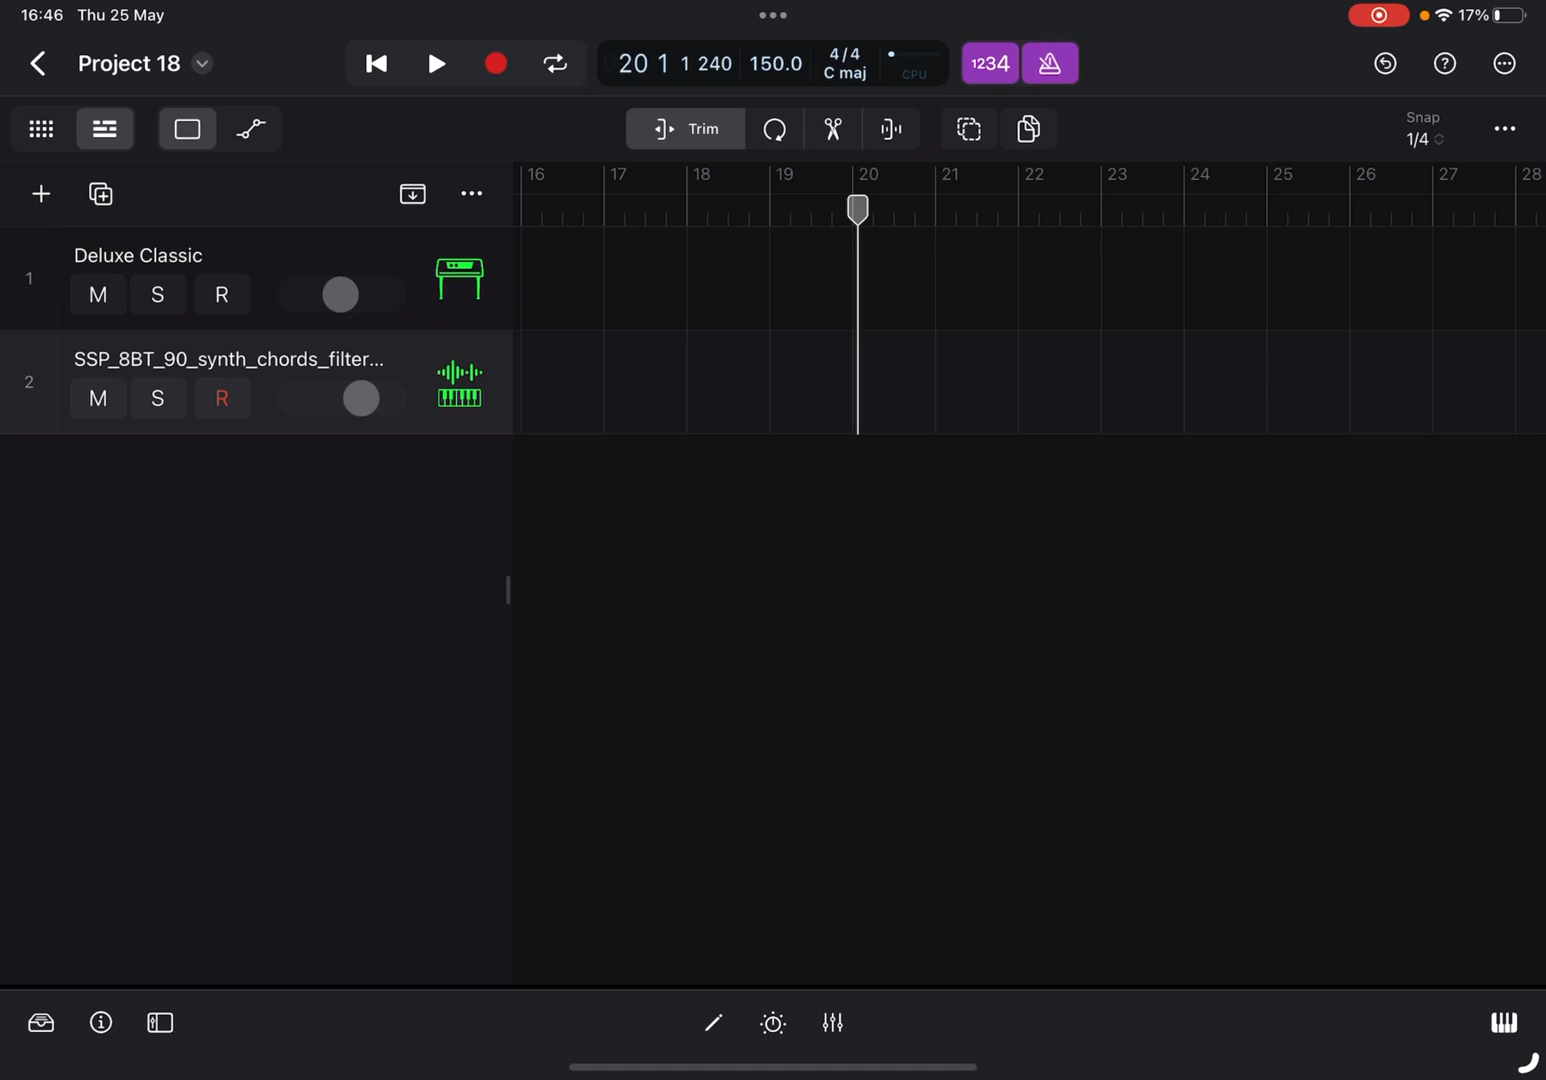 16:46 Thu 25 May
17%
Project 18
20 1 1 240 150.0 4/4
C maj
CPU
1234
Trim
Snap
1/4
16 17 18 19 20 21 22 23 24 25 26 27 28
1
Deluxe Classic
M S R
2
SSP_8BT_90_synth_chords_filter...
M S R